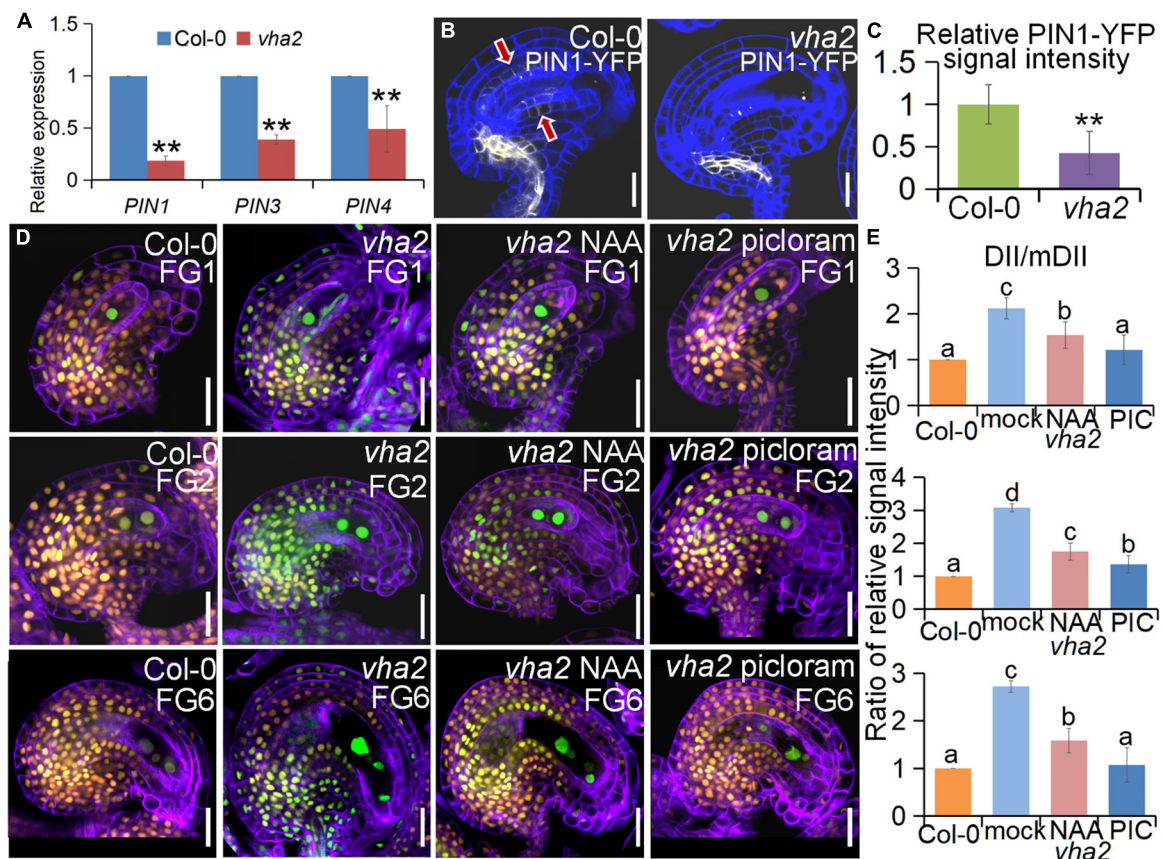 A
1.5
1
0.5
0
Relative expression
Col-0 vha2
**
**
**
PIN1 PIN3 PIN4
B
Col-0
PIN1-YFP
vha2
PIN1-YFP
C
Relative PIN1-YFP
signal intensity
1.5
1
0.5
0
**
Col-0 vha2
D
Col-0
FG1
vha2
FG1
vha2 NAA
FG1
vha2 picloram
FG1
Col-0
FG2
vha2
FG2
vha2 NAA
FG2
vha2 picloram
FG2
Col-0
FG6
vha2
FG6
vha2 NAA
FG6
vha2 picloram
FG6
E
DII/mDII
Ratio of relative signal intensity
3
2
1
0
a c b a
Col-0 mock NAA PIC
vha2
4
3
2
1
0
a d c b
Col-0 mock NAA PIC
vha2
3
2
1
0
a c b a
Col-0 mock NAA PIC
vha2